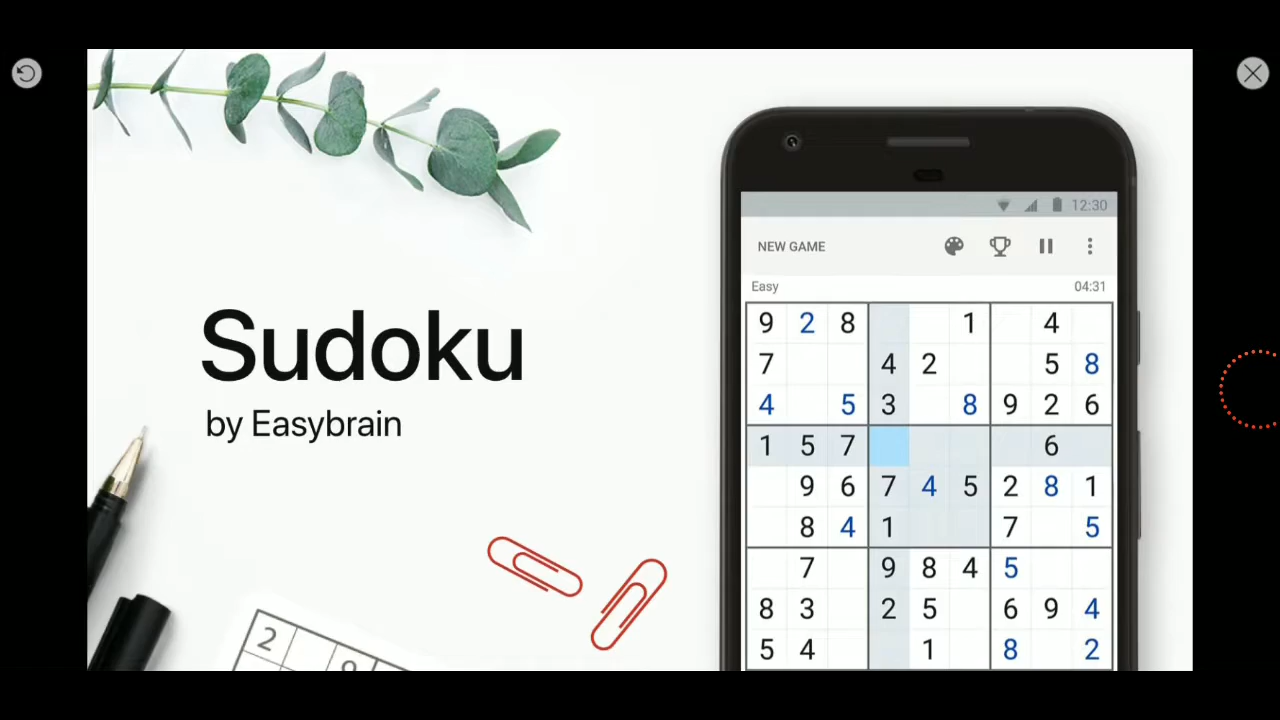 Sudoku
by Easybrain
12:30
NEW GAME
Easy 04:31
9 2 8 1 4
7 4 2 5 8
4 5 3 8 9 2 6
1 5 7 6
9 6 7 4 5 2 8 1
8 4 1 7 5
7 9 8 4 5
8 3 2 5 6 9 4
5 4 1 8 2
2